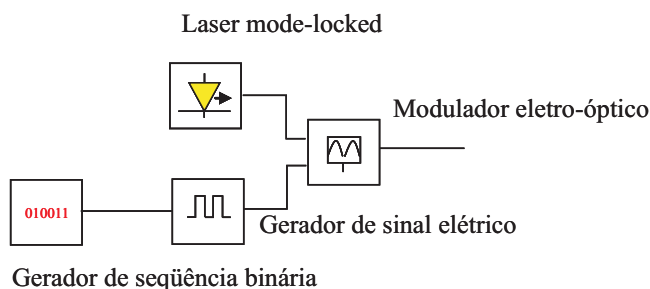 Laser mode-locked
Modulador eletro-óptico
010011
Gerador de sinal elétrico
Gerador de seqüência binária